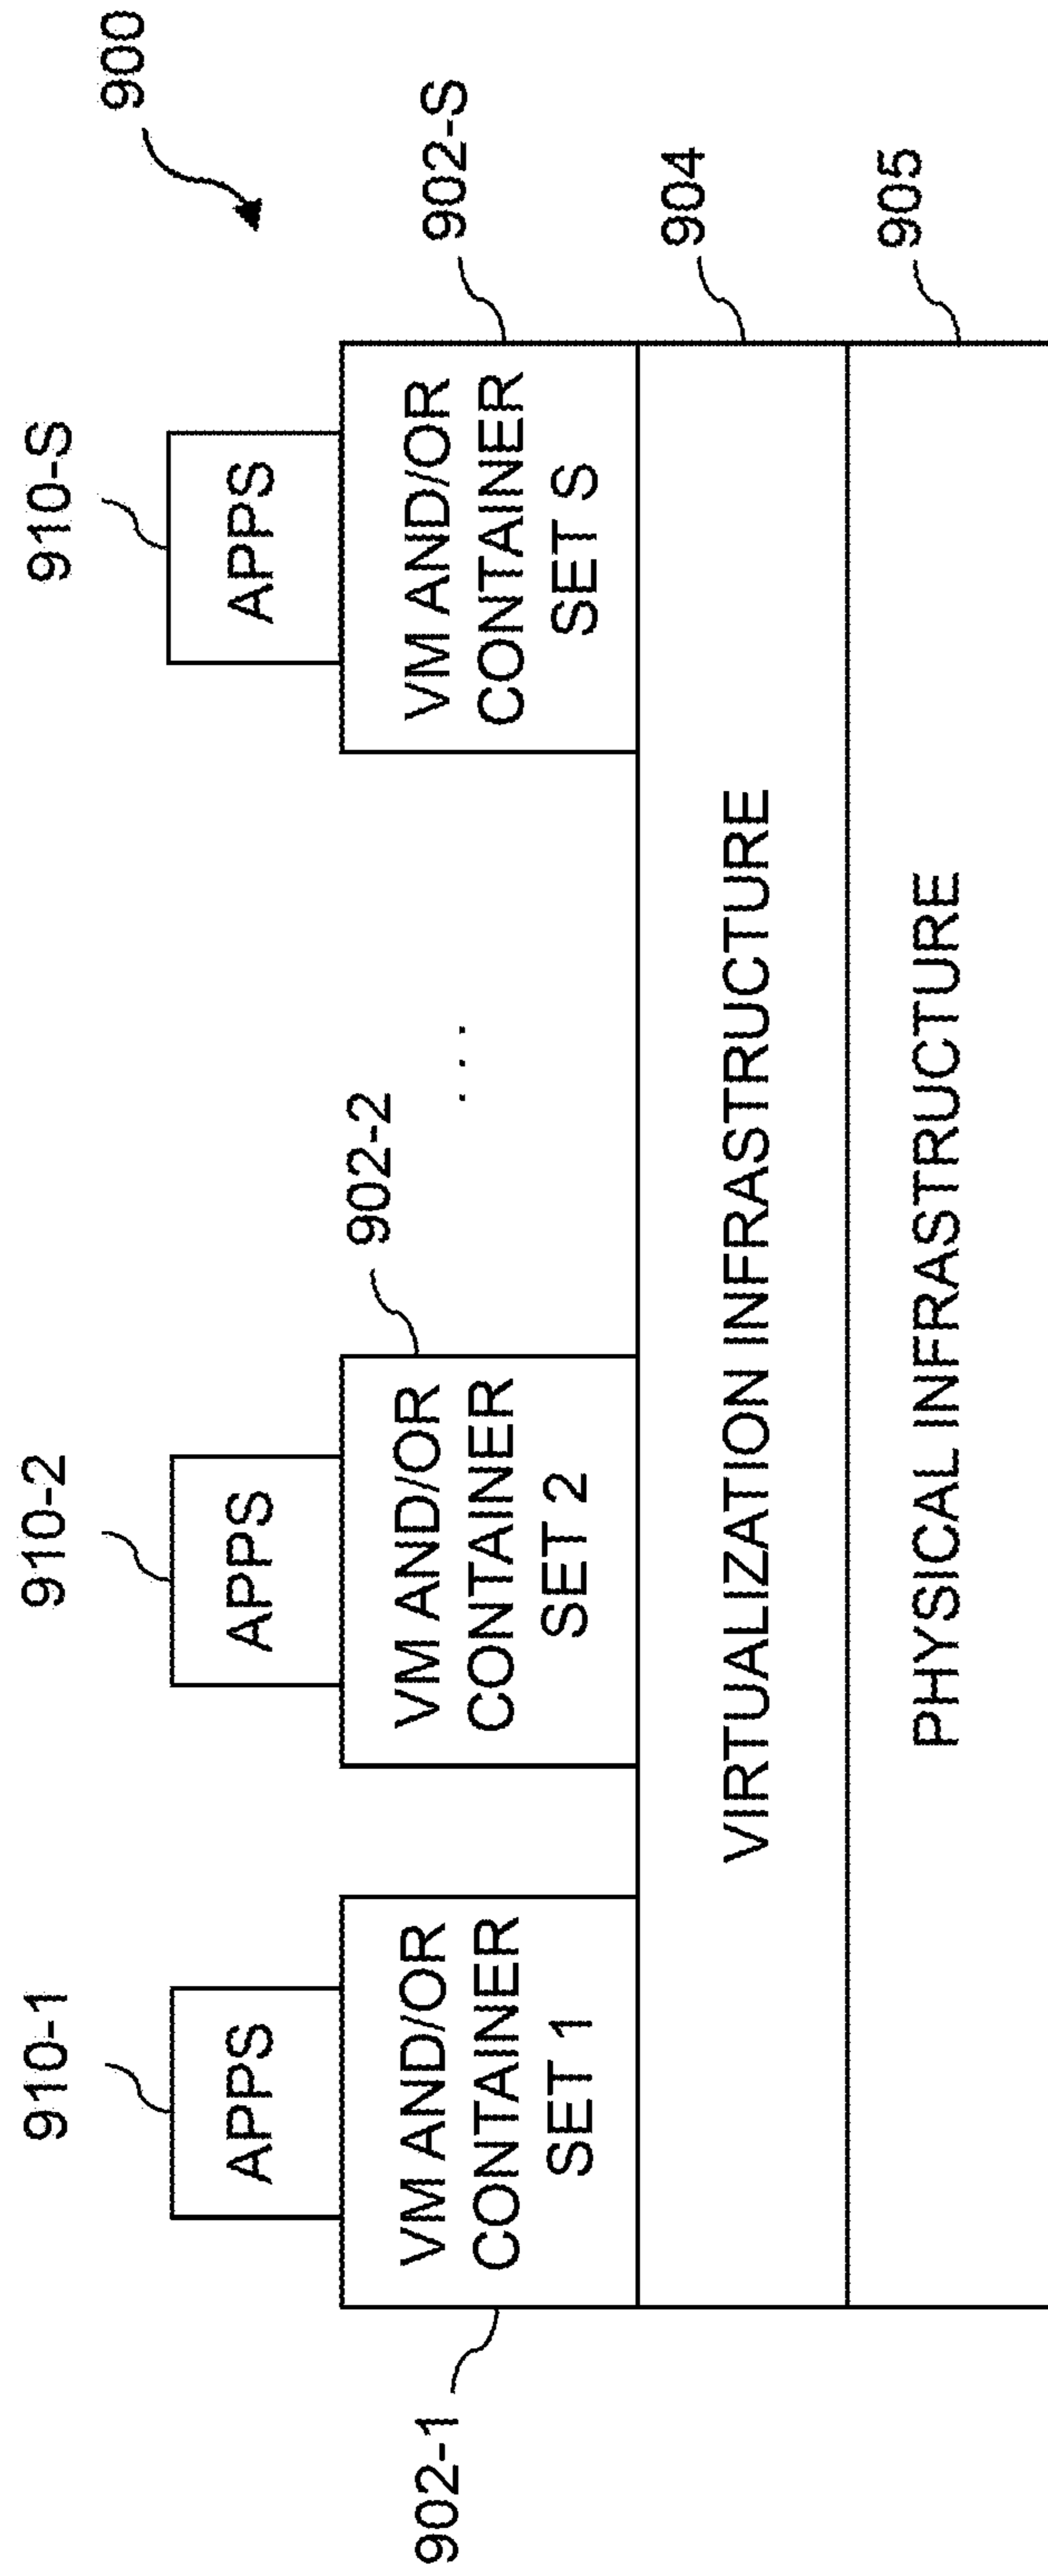 900
910-1
910-2
910-S
APPS
APPS
APPS
902-1
VM AND/OR
CONTAINER
SET 1
VM AND/OR
CONTAINER
SET 2
902-2
. . .
VM AND/OR
CONTAINER
SET S
902-S
VIRTUALIZATION INFRASTRUCTURE
904
PHYSICAL INFRASTRUCTURE
905